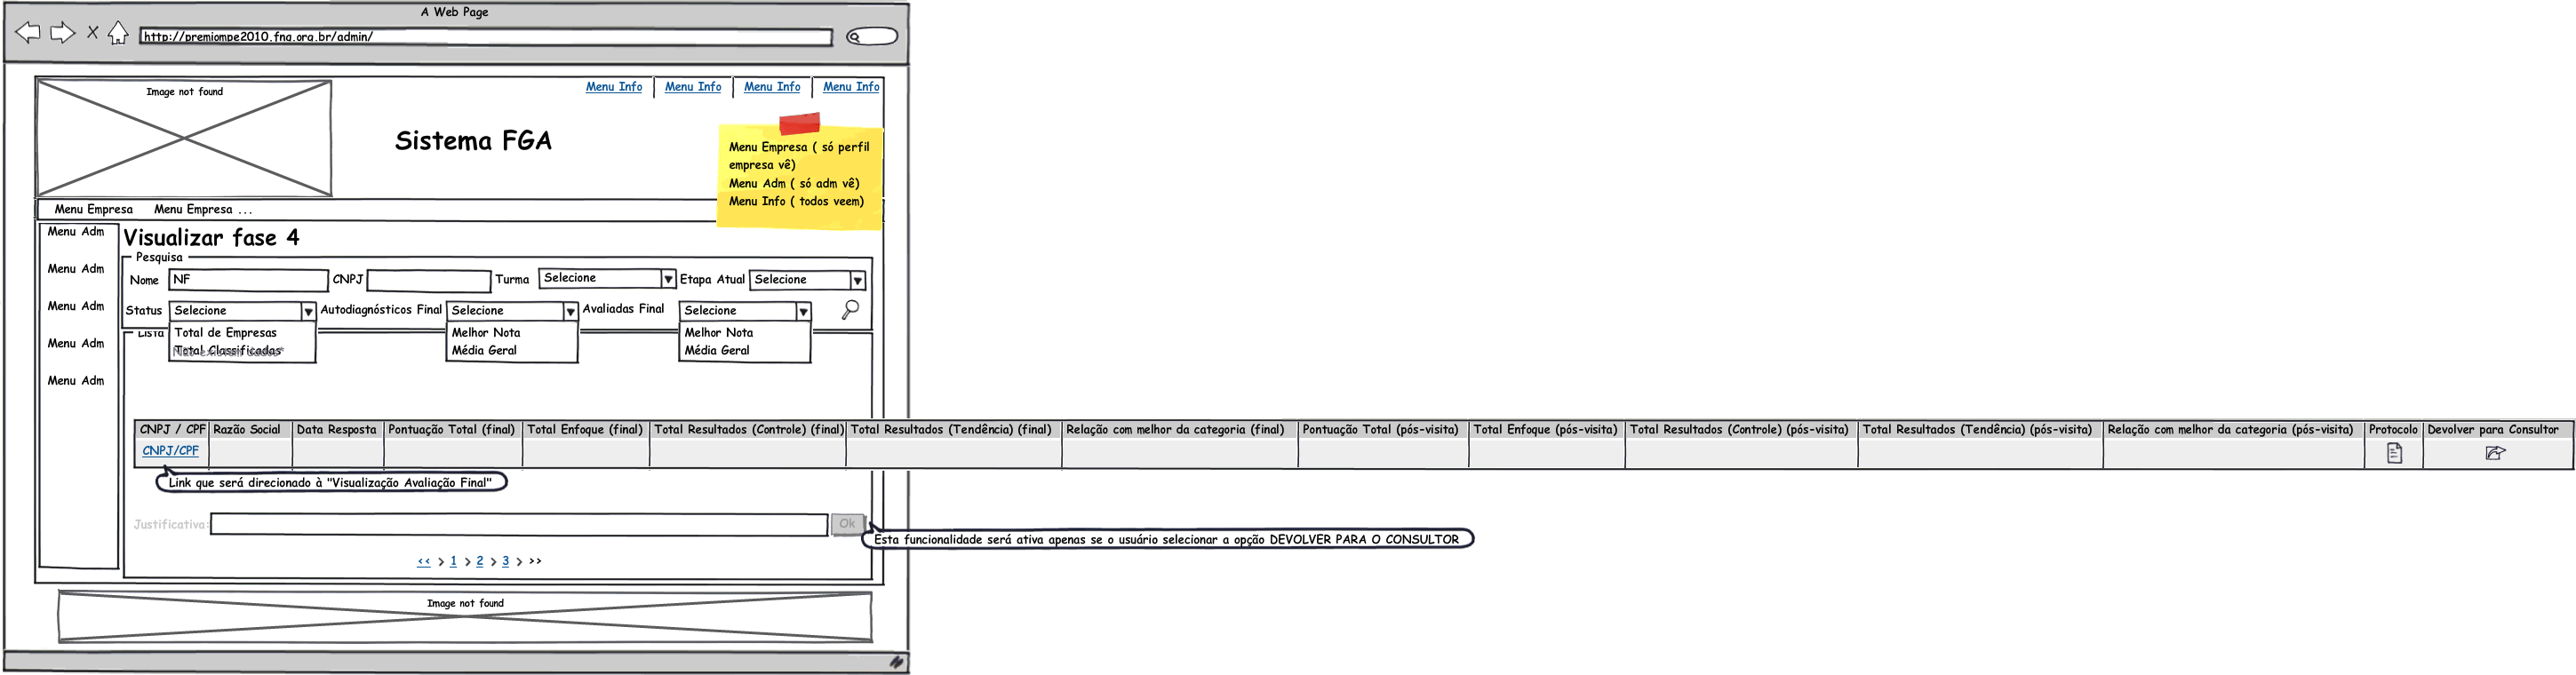 A Web Page
http://premiompe2010.fnq.org.br/admin/
Image not found
Menu Info Menu Info Menu Info Menu Info
Sistema FGA
Menu Empresa ( só perfil
empresa vê)
Menu Adm ( só adm vê)
Menu Info ( todos veem)
Menu Empresa Menu Empresa ...
Menu Adm
Menu Adm
Menu Adm
Menu Adm
Menu Adm
Visualizar fase 4
Pesquisa
Nome NF CNPJ Turma Selecione Etapa Atual Selecione
Status Selecione Autodiagnósticos Final Selecione Avaliadas Final Selecione
Lista Total de Empresas Melhor Nota Melhor Nota
Total Classificadas Média Geral Média Geral
Não existem dados*
CNPJ / CPF Razão Social Data Resposta Pontuação Total (final) Total Enfoque (final) Total Resultados (Controle) (final) Total Resultados (Tendência) (final) Relação com melhor da categoria (final) Pontuação Total (pós-visita) Total Enfoque (pós-visita) Total Resultados (Controle) (pós-visita) Total Resultados (Tendência) (pós-visita) Relação com melhor da categoria (pós-visita) Protocolo Devolver para Consultor
CNPJ/CPF
Link que será direcionado à "Visualização Avaliação Final"
Justificativa: Ok
Esta funcionalidade será ativa apenas se o usuário selecionar a opção DEVOLVER PARA O CONSULTOR
<< > 1 > 2 > 3 > >>
Image not found